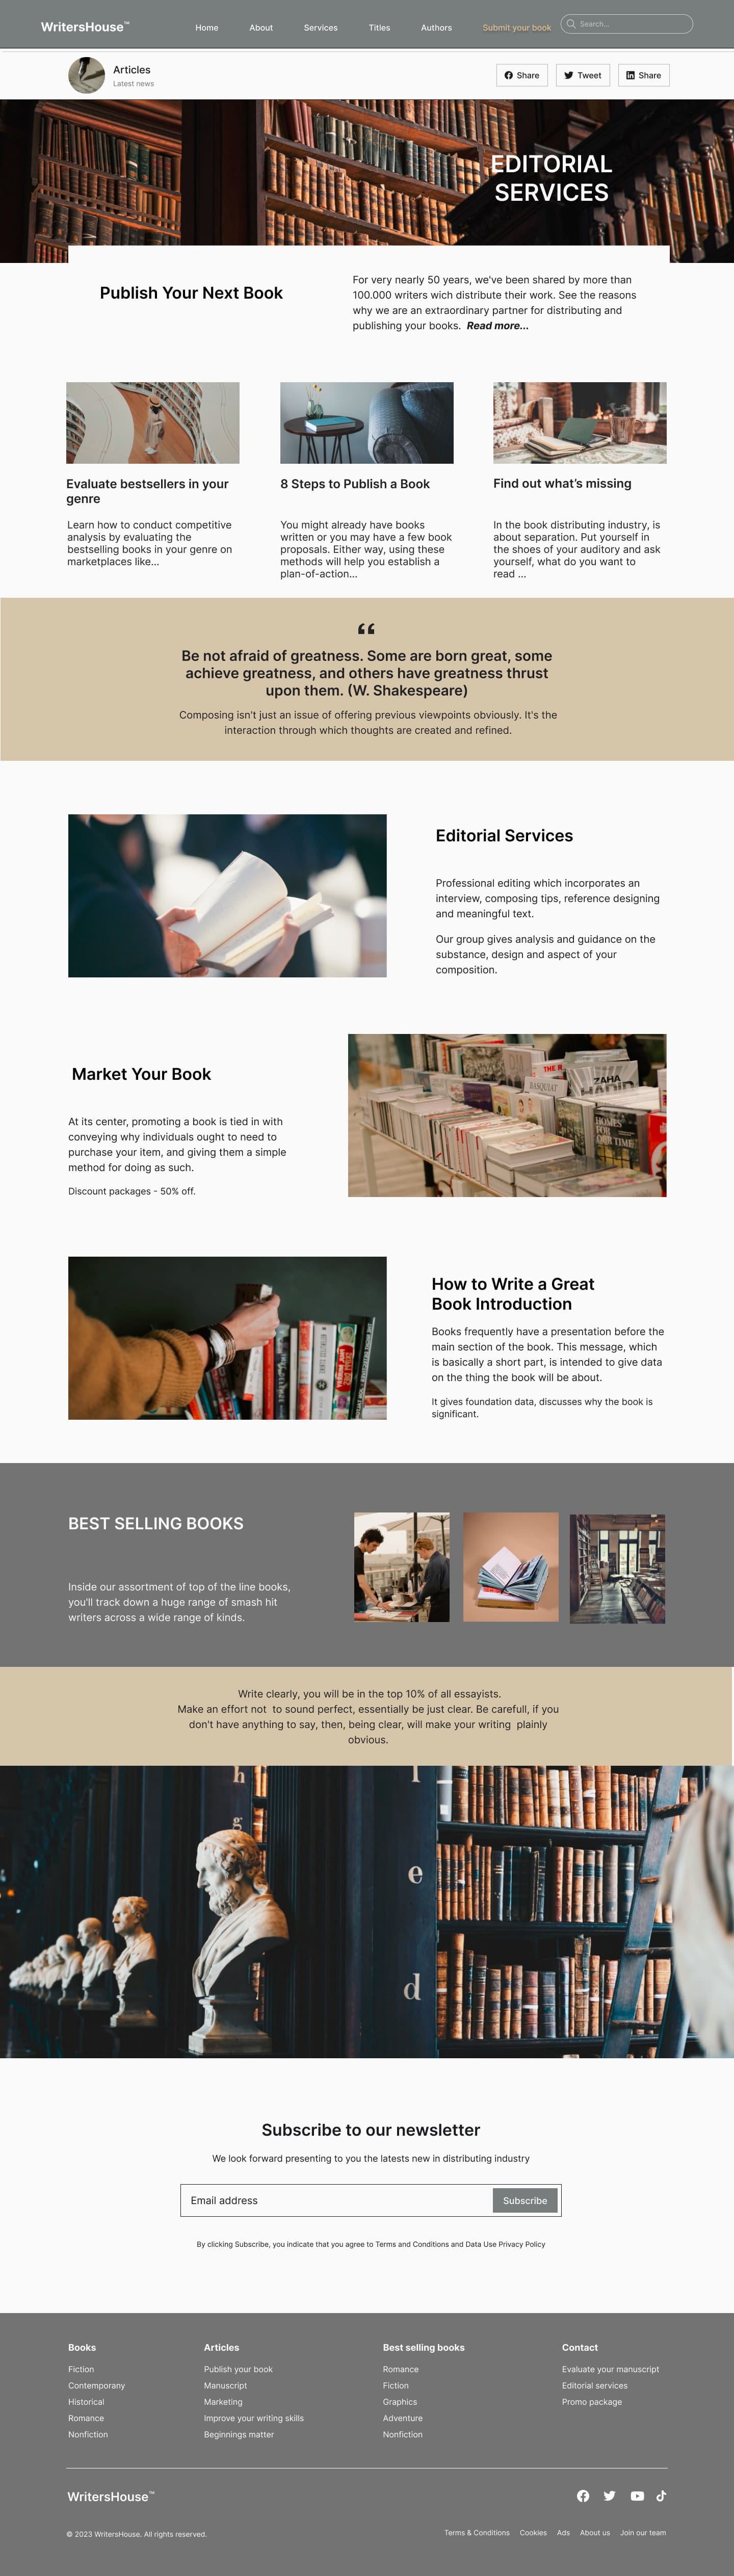 WritersHouse™
Home About Services Titles Authors Submit your book Search...
Articles
Latest news
Share Tweet Share
EDITORIAL
SERVICES
Publish Your Next Book
For very nearly 50 years, we've been shared by more than
100.000 writers wich distribute their work. See the reasons
why we are an extraordinary partner for distributing and
publishing your books. Read more...
Evaluate bestsellers in your
genre
Learn how to conduct competitive
analysis by evaluating the
bestselling books in your genre on
marketplaces like...
8 Steps to Publish a Book
You might already have books
written or you may have a few book
proposals. Either way, using these
methods will help you establish a
plan-of-action...
Find out what's missing
In the book distributing industry, is
about separation. Put yourself in
the shoes of your auditory and ask
yourself, what do you want to
read ...
“
Be not afraid of greatness. Some are born great, some
achieve greatness, and others have greatness thrust
upon them. (W. Shakespeare)
Composing isn't just an issue of offering previous viewpoints obviously. It's the
interaction through which thoughts are created and refined.
Editorial Services
Professional editing which incorporates an
interview, composing tips, reference designing
and meaningful text.
Our group gives analysis and guidance on the
substance, design and aspect of your
composition.
Market Your Book
At its center, promoting a book is tied in with
conveying why individuals ought to need to
purchase your item, and giving them a simple
method for doing as such.
Discount packages - 50% off.
THE B
BASQUIAT
ZAHA
HOMES
FOR
OUR TIME
How to Write a Great
Book Introduction
Books frequently have a presentation before the
main section of the book. This message, which
is basically a short part, is intended to give data
on the thing the book will be about.
It gives foundation data, discusses why the book is
significant.
BEST SELLING BOOKS
Inside our assortment of top of the line books,
you'll track down a huge range of smash hit
writers across a wide range of kinds.
Write clearly, you will be in the top 10% of all essayists.
Make an effort not to sound perfect, essentially be just clear. Be carefull, if you
don't have anything to say, then, being clear, will make your writing plainly
obvious.
h
g
l
e
d
Subscribe to our newsletter
We look forward presenting to you the latests new in distributing industry
Email address Subscribe
By clicking Subscribe, you indicate that you agree to Terms and Conditions and Data Use Privacy Policy
Books
Fiction
Contemporany
Historical
Romance
Nonfiction
Articles
Publish your book
Manuscript
Marketing
Improve your writing skills
Beginnings matter
Best selling books
Romance
Fiction
Graphics
Adventure
Nonfiction
Contact
Evaluate your manuscript
Editorial services
Promo package
WritersHouse™
© 2023 WritersHouse. All rights reserved.
Terms & Conditions Cookies Ads About us Join our team